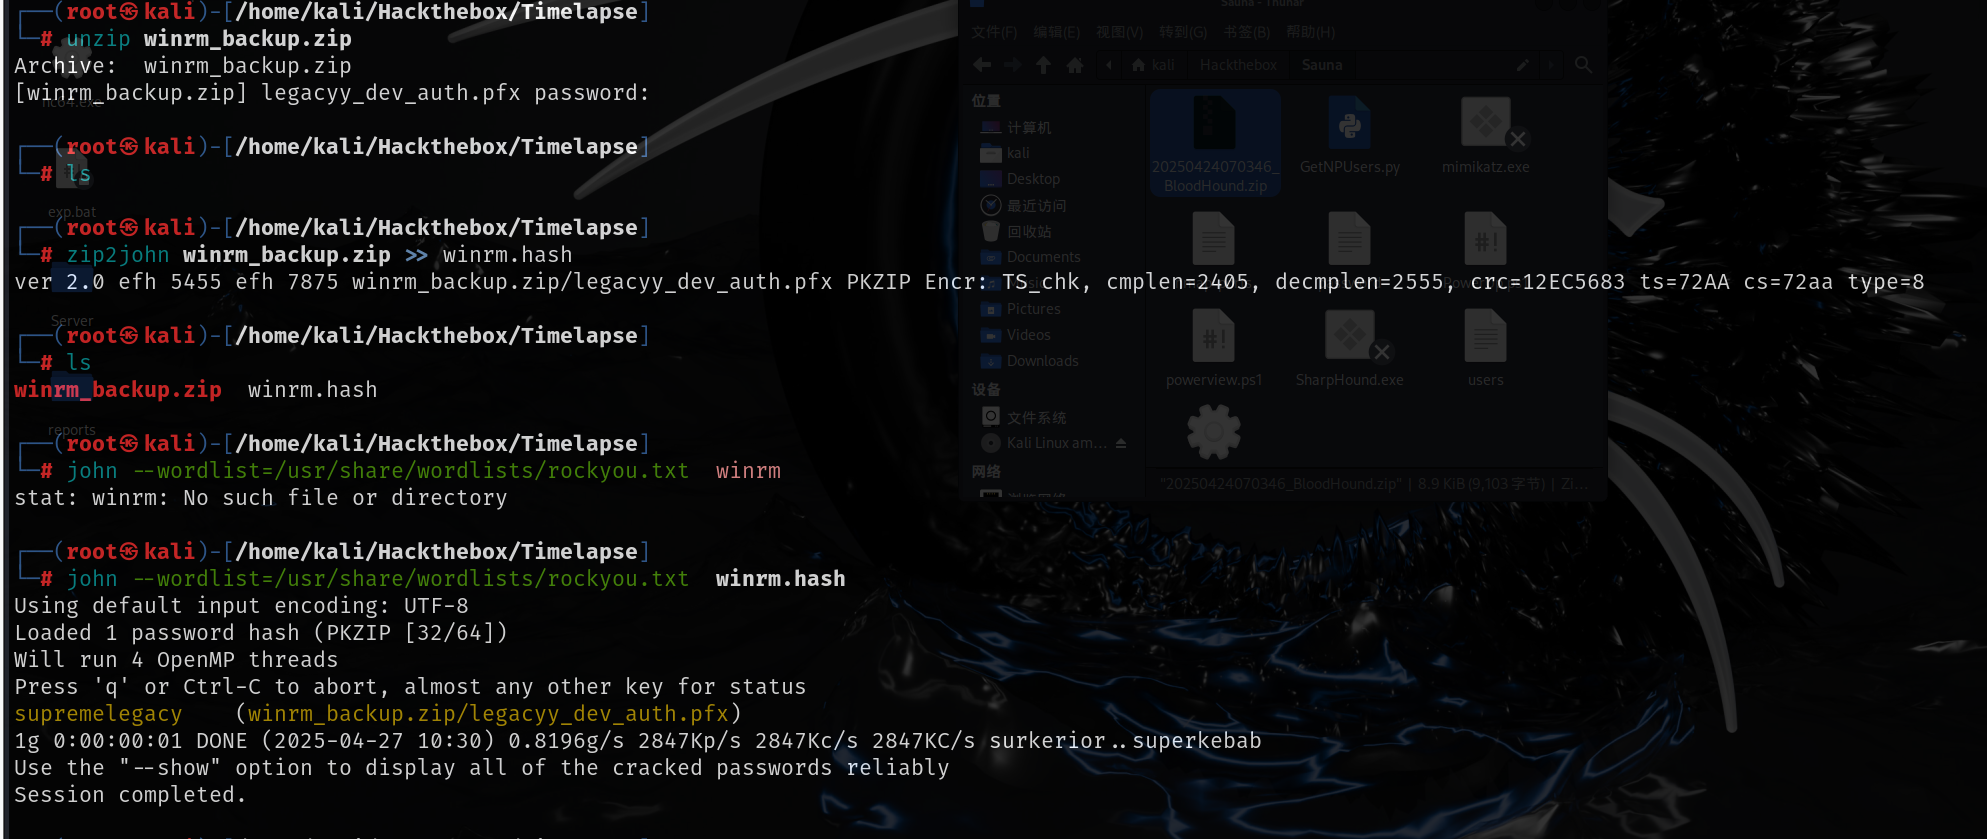 ┌──(root㉿kali)-[/home/kali/Hackthebox/Timelapse]
└─# unzip winrm_backup.zip
Archive:  winrm_backup.zip
[winrm_backup.zip] legacyy_dev_auth.pfx password:
┌──(root㉿kali)-[/home/kali/Hackthebox/Timelapse]
└─# ls
┌──(root㉿kali)-[/home/kali/Hackthebox/Timelapse]
└─# zip2john winrm_backup.zip >> winrm.hash
ver 2.0 efh 5455 efh 7875 winrm_backup.zip/legacyy_dev_auth.pfx PKZIP Encr: TS_chk, cmplen=2405, decmplen=2555, crc=12EC5683 ts=72AA cs=72aa type=8
┌──(root㉿kali)-[/home/kali/Hackthebox/Timelapse]
└─# ls
winrm_backup.zip  winrm.hash
┌──(root㉿kali)-[/home/kali/Hackthebox/Timelapse]
└─# john --wordlist=/usr/share/wordlists/rockyou.txt  winrm
stat: winrm: No such file or directory
┌──(root㉿kali)-[/home/kali/Hackthebox/Timelapse]
└─# john --wordlist=/usr/share/wordlists/rockyou.txt  winrm.hash
Using default input encoding: UTF-8
Loaded 1 password hash (PKZIP [32/64])
Will run 4 OpenMP threads
Press 'q' or Ctrl-C to abort, almost any other key for status
supremelegacy    (winrm_backup.zip/legacyy_dev_auth.pfx)
1g 0:00:00:01 DONE (2025-04-27 10:30) 0.8196g/s 2847Kp/s 2847Kc/s 2847KC/s surkerior..superkebab
Use the "--show" option to display all of the cracked passwords reliably
Session completed.
exp.bat
Server
reports
Sauna - Thunar
文件(F) 编辑(E) 视图(V) 转到(G) 书签(B) 帮助(H)
kali Hackthebox Sauna
位置
计算机
kali
Desktop
最近访问
回收站
Documents
Pictures
Videos
Downloads
设备
文件系统
Kali Linux am...
网络
20250424070346_
BloodHound.zip
GetNPUsers.py
mimikatz.exe
powerview.ps1
SharpHound.exe
users
"20250424070346_BloodHound.zip" | 8.9 KiB (9,103 字节) | Zi...